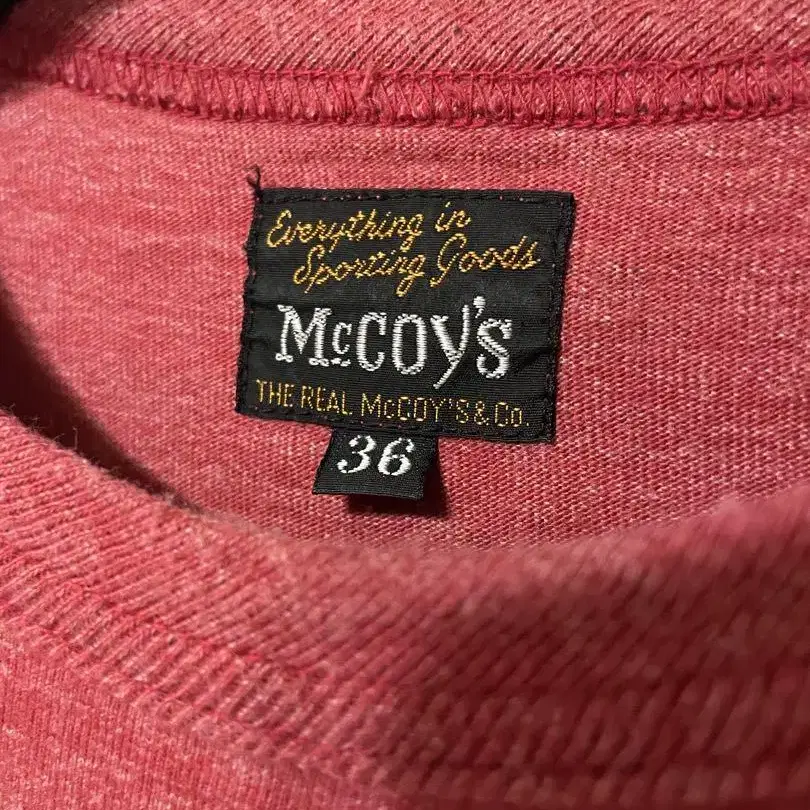 Everything in
Sporting Goods
McCOY'S
THE REAL McCOY'S & Co.
36